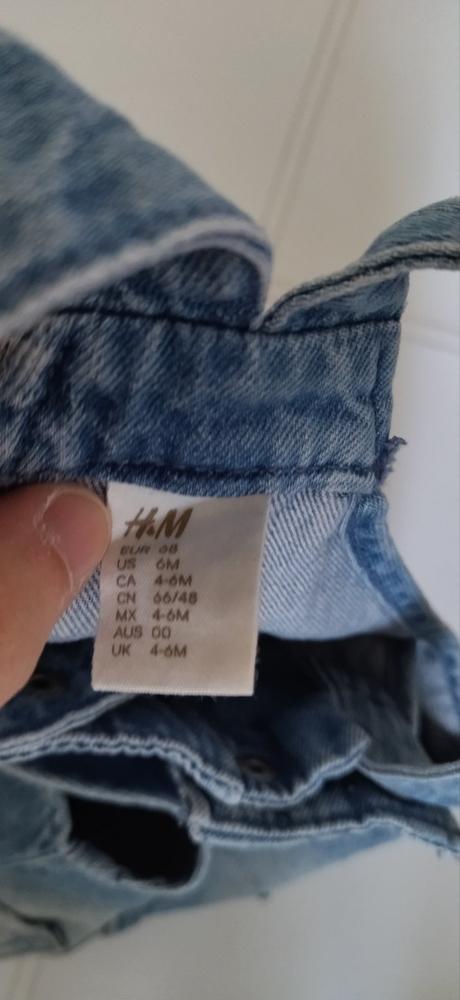 H&M
EUR 68
US 6M
CA 4-6M
CN 66/48
MX 4-6M
AUS 00
UK 4-6M